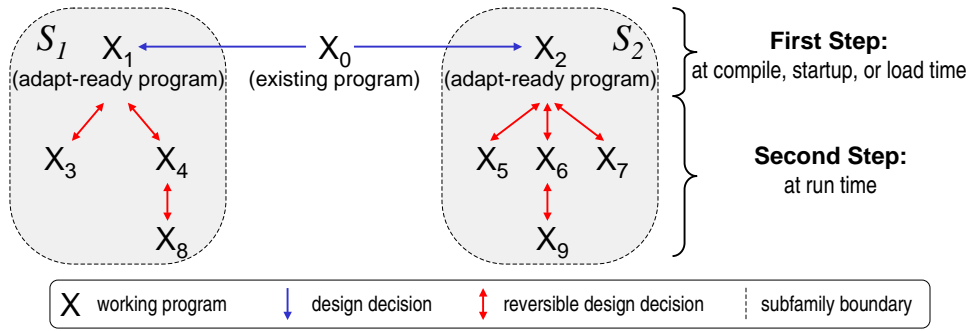 S1 X1 X0 X2 S2 First Step:
(adapt-ready program) (existing program) (adapt-ready program) at compile, startup, or load time
X3 X4 X5 X6 X7 Second Step:
at run time
X8 X9
X working program design decision reversible design decision subfamily boundary